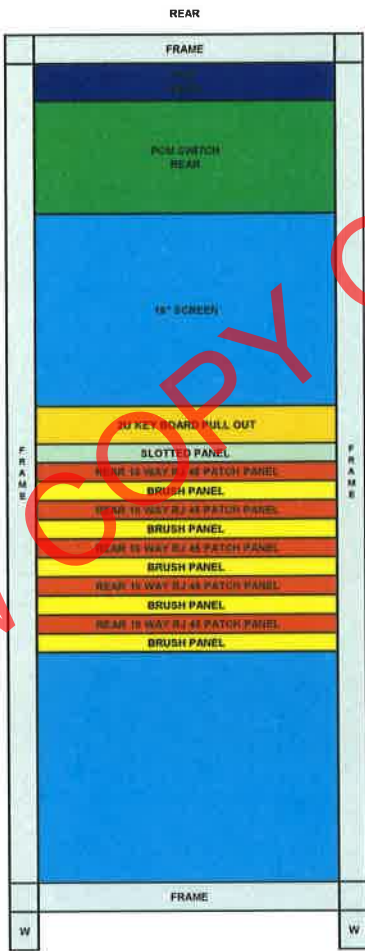 REAR
FRAME
PCM SWITCH
REAR
19" SCREEN
2U KEY BOARD PULL OUT
FRAME
FRAME
SLOTTED PANEL
REAR 16 WAY RJ 45 PATCH PANEL
BRUSH PANEL
REAR 16 WAY RJ 45 PATCH PANEL
BRUSH PANEL
REAR 16 WAY RJ 45 PATCH PANEL
BRUSH PANEL
REAR 16 WAY RJ 45 PATCH PANEL
BRUSH PANEL
REAR 16 WAY RJ 45 PATCH PANEL
BRUSH PANEL
FRAME
W
W
COPY